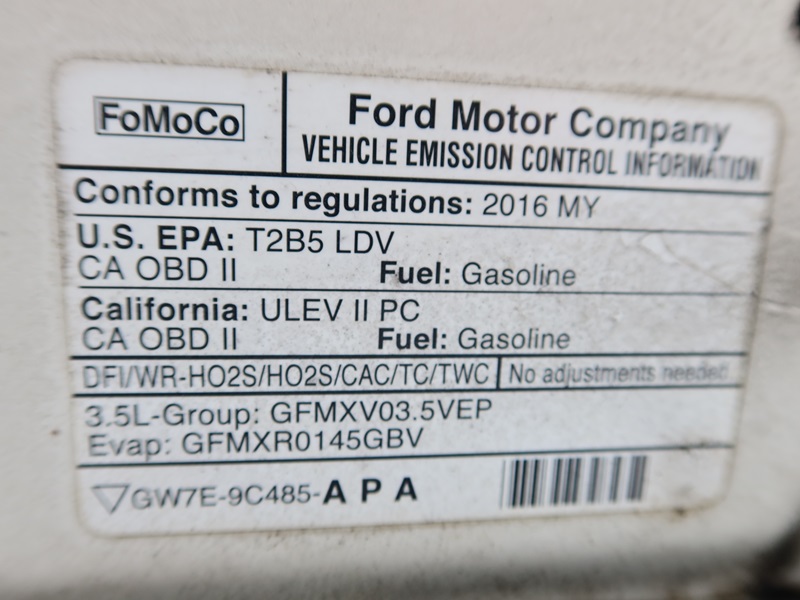 FoMoCo
Ford Motor Company
VEHICLE EMISSION CONTROL INFORMATION
Conforms to regulations: 2016 MY
U.S. EPA: T2B5 LDV
CA OBD II Fuel: Gasoline
California: ULEV II PC
CA OBD II Fuel: Gasoline
DFI/WR-HO2S/HO2S/CAC/TC/TWC No adjustments needed.
3.5L-Group: GFMXV03.5VEP
Evap: GFMXR0145GBV
GW7E-9C485-A P A